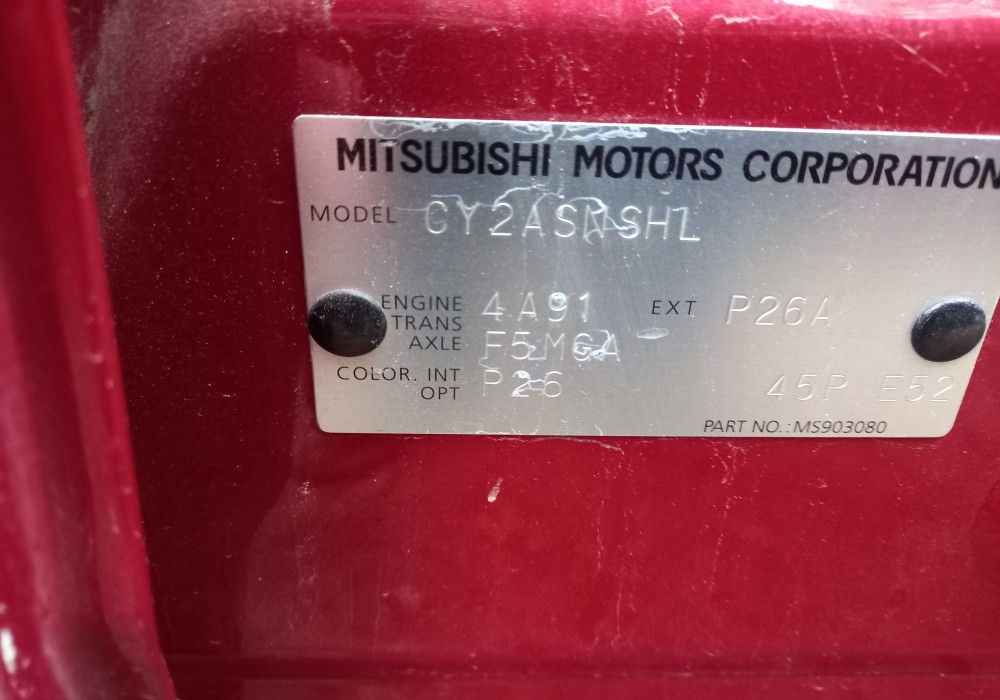 MITSUBISHI MOTORS CORPORATION
MODEL CY2ASNSHL
ENGINE 4A91 EXT P26A
TRANS
AXLE F5MGA
COLOR. INT P26
OPT 45P E52
PART NO.: MS903080